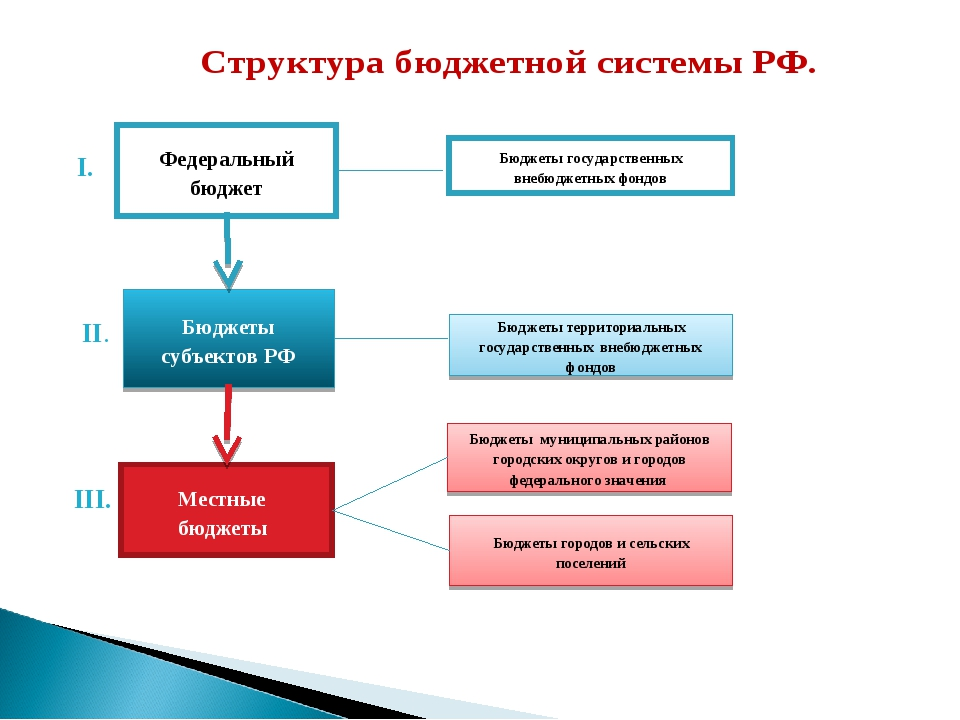 Структура бюджетной системы РФ.
I.
Федеральный
бюджет
Бюджеты государственных
внебюджетных фондов
II.
Бюджеты
субъектов РФ
Бюджеты территориальных
государственных внебюджетных
фондов
III.
Местные
бюджеты
Бюджеты муниципальных районов
городских округов и городов
федерального значения
Бюджеты городов и сельских
поселений